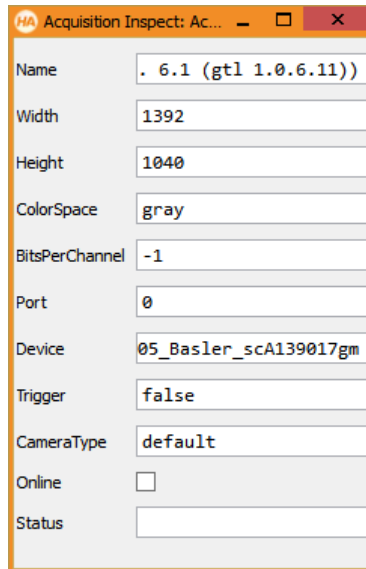 HA Acquisition Inspect: Ac...
Name . 6.1 (gtl 1.0.6.11))
Width 1392
Height 1040
ColorSpace gray
BitsPerChannel -1
Port 0
Device 05_Basler_scA139017gm
Trigger false
CameraType default
Online
Status